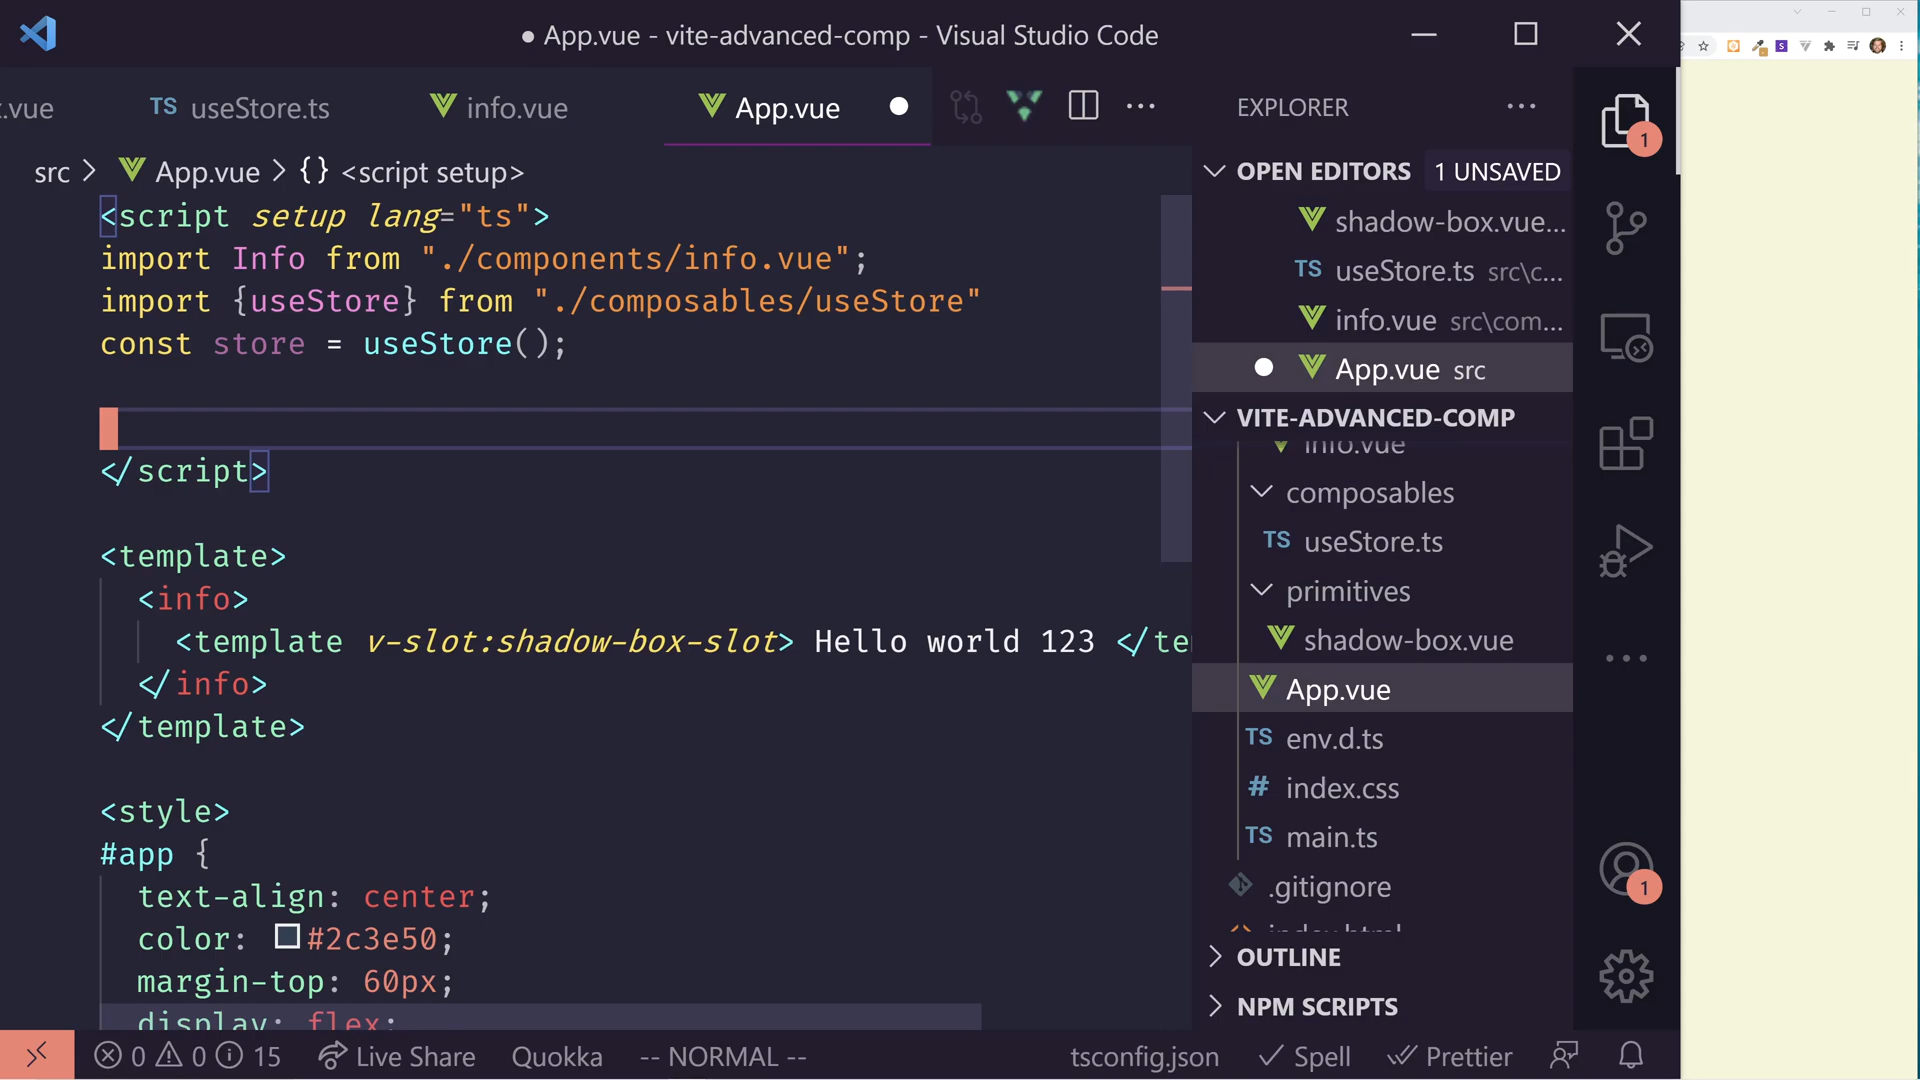 ● App.vue - vite-advanced-comp - Visual Studio Code
.vue
TS useStore.ts
info.vue
App.vue
src > App.vue > {} <script setup>
<script setup lang="ts">
import Info from "./components/info.vue";
import {useStore} from "./composables/useStore"
const store = useStore();
</script>
<template>
<info>
<template v-slot:shadow-box-slot> Hello world 123 </te
</info>
</template>
<style>
#app {
text-align: center;
color: #2c3e50;
margin-top: 60px;
display: flex;
EXPLORER
OPEN EDITORS 1 UNSAVED
shadow-box.vue...
TS useStore.ts src\c...
info.vue src\com...
App.vue src
VITE-ADVANCED-COMP
info.vue
composables
TS useStore.ts
primitives
shadow-box.vue
App.vue
TS env.d.ts
# index.css
TS main.ts
.gitignore
<> index.html
OUTLINE
NPM SCRIPTS
1
1
0 0 15 Live Share Quokka -- NORMAL -- tsconfig.json Spell Prettier